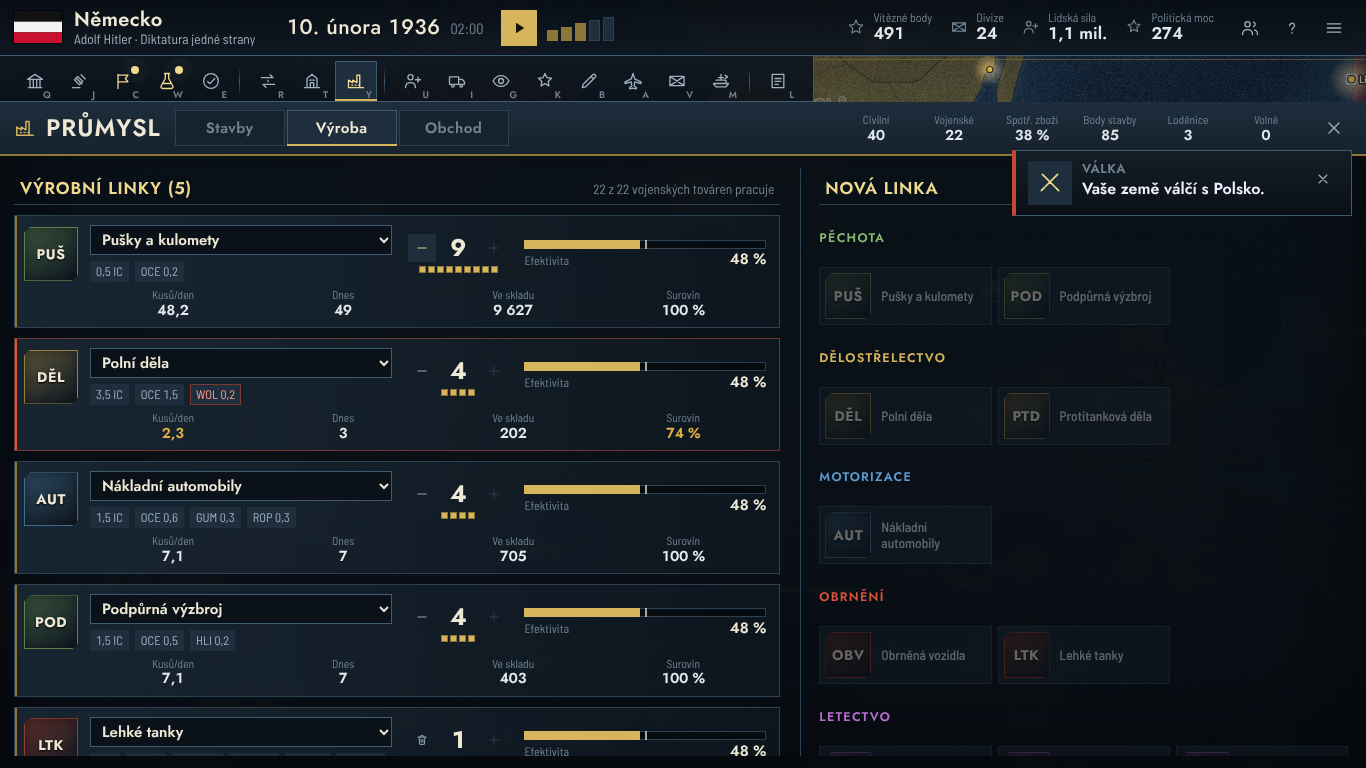 Německo
Adolf Hitler · Diktatura jedné strany
10. února 1936 02:00
Vítězné body
491
Divize
24
Lidská síla
1,1 mil.
Politická moc
274
?
Q J C W E R T Y U I G K B A V M L
PRŮMYSL
Stavby
Výroba
Obchod
Civilní
40
Vojenské
22
Spotř. zboží
38 %
Body stavby
85
Loděnice
3
Volné
0
VÁLKA
Vaše země válčí s Polsko.
VÝROBNÍ LINKY (5)
22 z 22 vojenských továren pracuje
PUŠ
Pušky a kulomety
0,5 IC
OCE 0,2
− 9 +
Efektivita
48 %
Kusů/den
48,2
Dnes
49
Ve skladu
9 627
Surovin
100 %
DĚL
Polní děla
3,5 IC
OCE 1,5
WOL 0,2
− 4 +
Efektivita
48 %
Kusů/den
2,3
Dnes
3
Ve skladu
202
Surovin
74 %
AUT
Nákladní automobily
1,5 IC
OCE 0,6
GUM 0,3
ROP 0,3
− 4 +
Efektivita
48 %
Kusů/den
7,1
Dnes
7
Ve skladu
705
Surovin
100 %
POD
Podpůrná výzbroj
1,5 IC
OCE 0,5
HLI 0,2
− 4 +
Efektivita
48 %
Kusů/den
7,1
Dnes
7
Ve skladu
403
Surovin
100 %
LTK
Lehké tanky
1 +
Efektivita
48 %
NOVÁ LINKA
PĚCHOTA
PUŠ
Pušky a kulomety
POD
Podpůrná výzbroj
DĚLOSTŘELECTVO
DĚL
Polní děla
PTD
Protitanková děla
MOTORIZACE
AUT
Nákladní
automobily
OBRNĚNÍ
OBV
Obrněná vozidla
LTK
Lehké tanky
LETECTVO